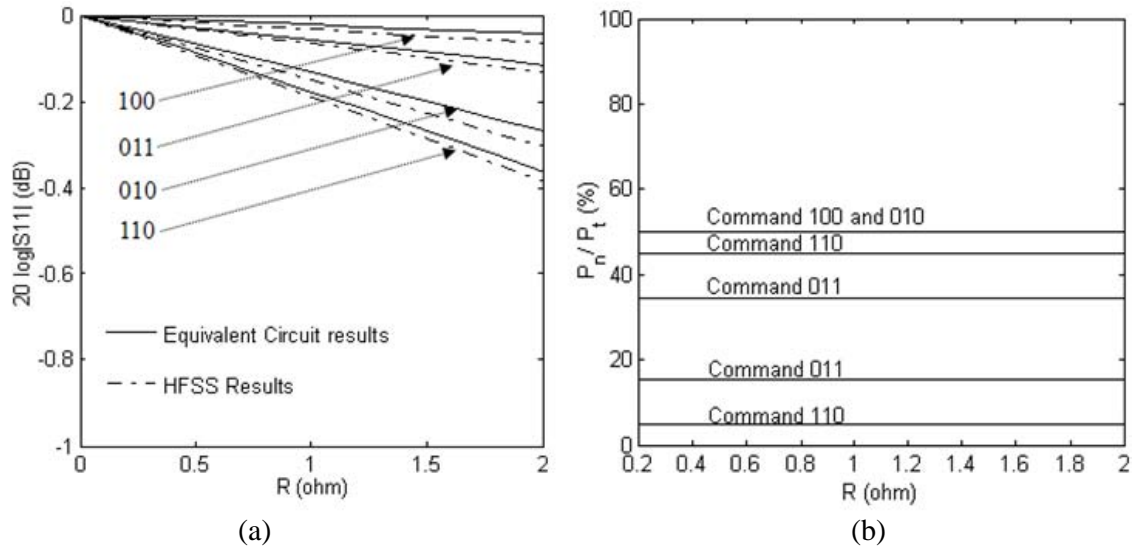 0
-0.2
-0.4
-0.6
-0.8
-1
20 log|S11| (dB)
100
011
010
110
Equivalent Circuit results
HFSS Results
0 0.5 1 1.5 2
R (ohm)
(a)
100
80
60
40
20
0
P_n/ P_t (%)
Command 100 and 010
Command 110
Command 011
Command 011
Command 110
0.2 0.4 0.6 0.8 1 1.2 1.4 1.6 1.8 2
R (ohm)
(b)